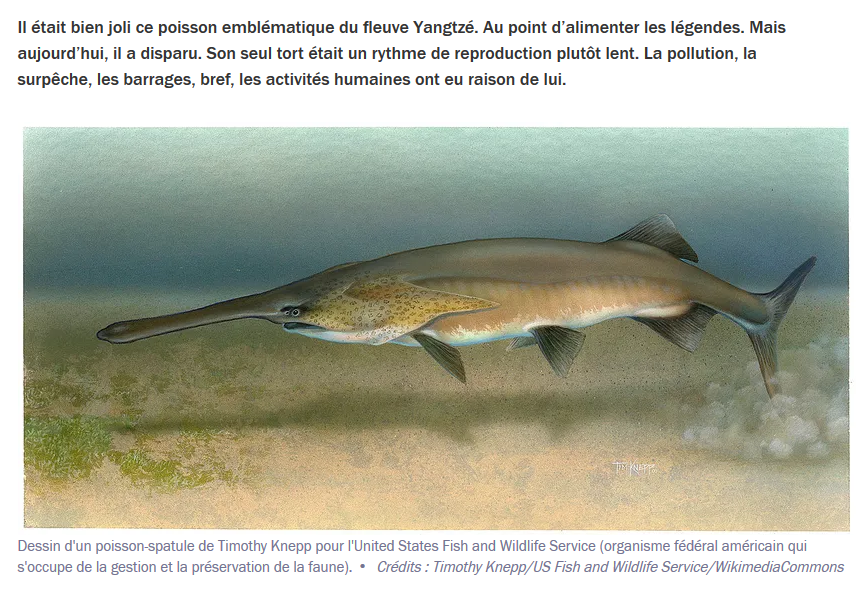 Il était bien joli ce poisson emblématique du fleuve Yangtzé. Au point d’alimenter les légendes. Mais
aujourd’hui, il a disparu. Son seul tort était un rythme de reproduction plutôt lent. La pollution, la
surpêche, les barrages, bref, les activités humaines ont eu raison de lui.
TIM KNEPP
Dessin d'un poisson-spatule de Timothy Knepp pour l'United States Fish and Wildlife Service (organisme fédéral américain qui
s'occupe de la gestion et la préservation de la faune). • Crédits : Timothy Knepp/US Fish and Wildlife Service/WikimediaCommons